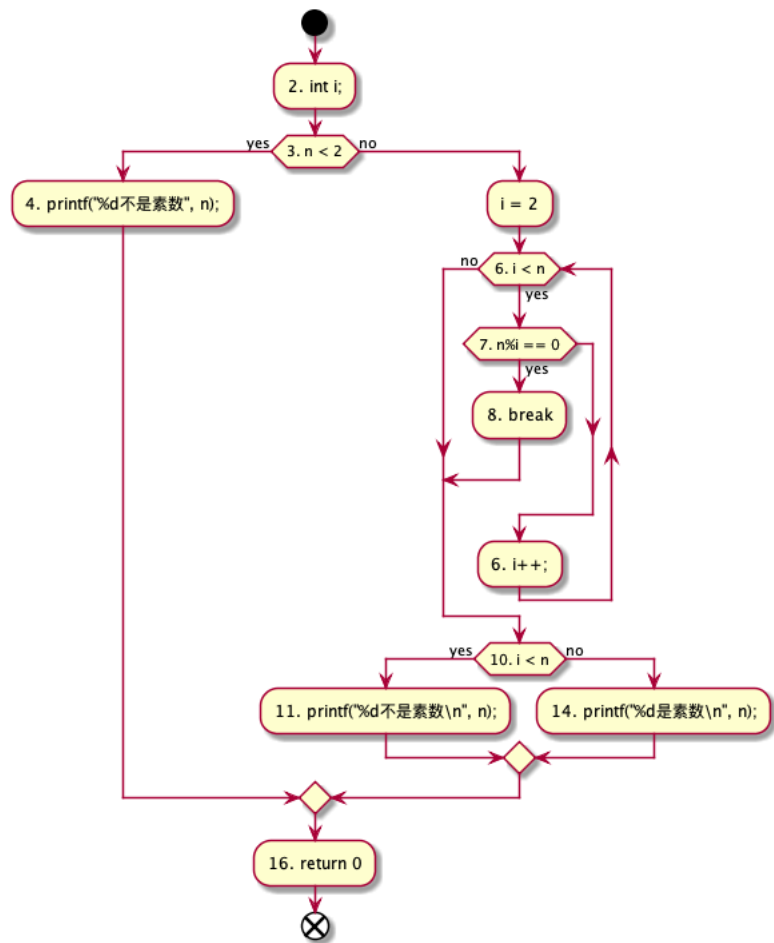 2. int i;
yes
3. n < 2
no
4. printf("%d不是素数", n);
i = 2
no
6. i < n
yes
7. n%i == 0
yes
8. break
6. i++;
yes
10. i < n
no
11. printf("%d不是素数\n", n);
14. printf("%d是素数\n", n);
16. return 0